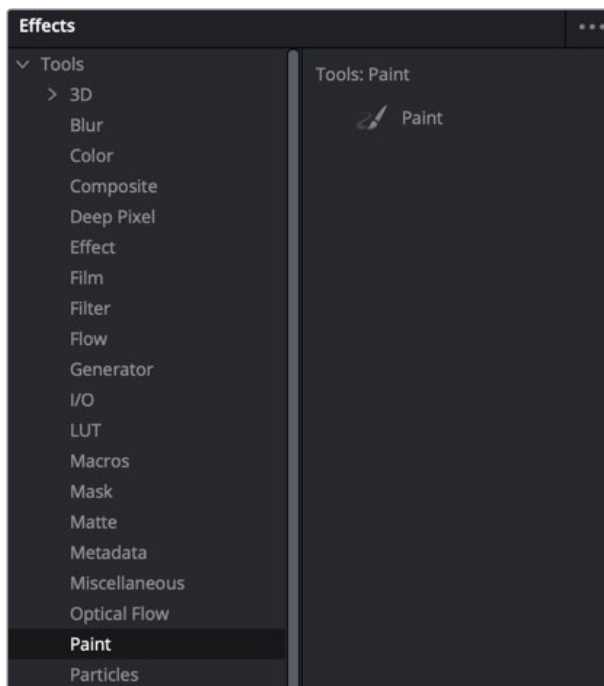 Effects
Tools
3D
Blur
Color
Composite
Deep Pixel
Effect
Film
Filter
Flow
Generator
I/O
LUT
Macros
Mask
Matte
Metadata
Miscellaneous
Optical Flow
Paint
Particles
Tools: Paint
Paint